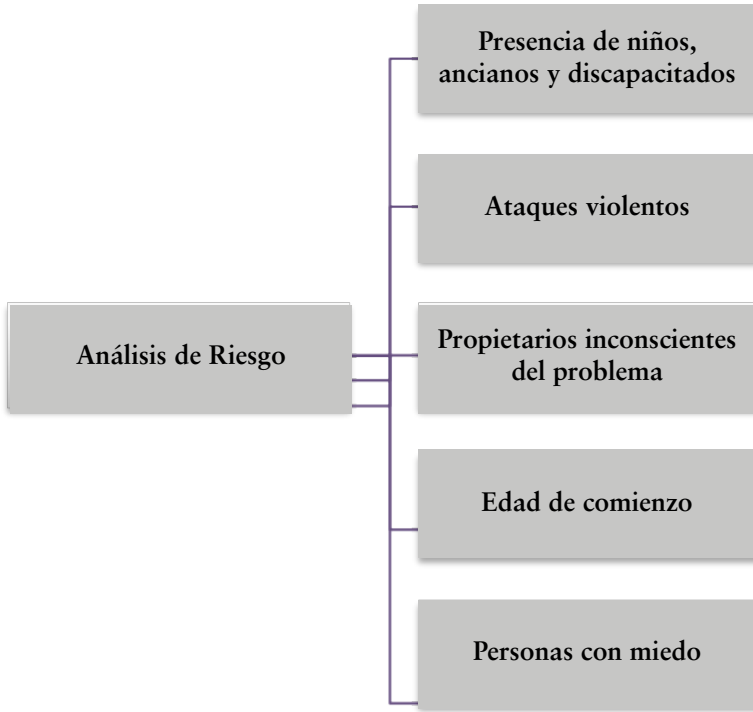 Presencia de niños,
ancianos y discapacitados
Ataques violentos
Análisis de Riesgo
Propietarios inconscientes
del problema
Edad de comienzo
Personas con miedo